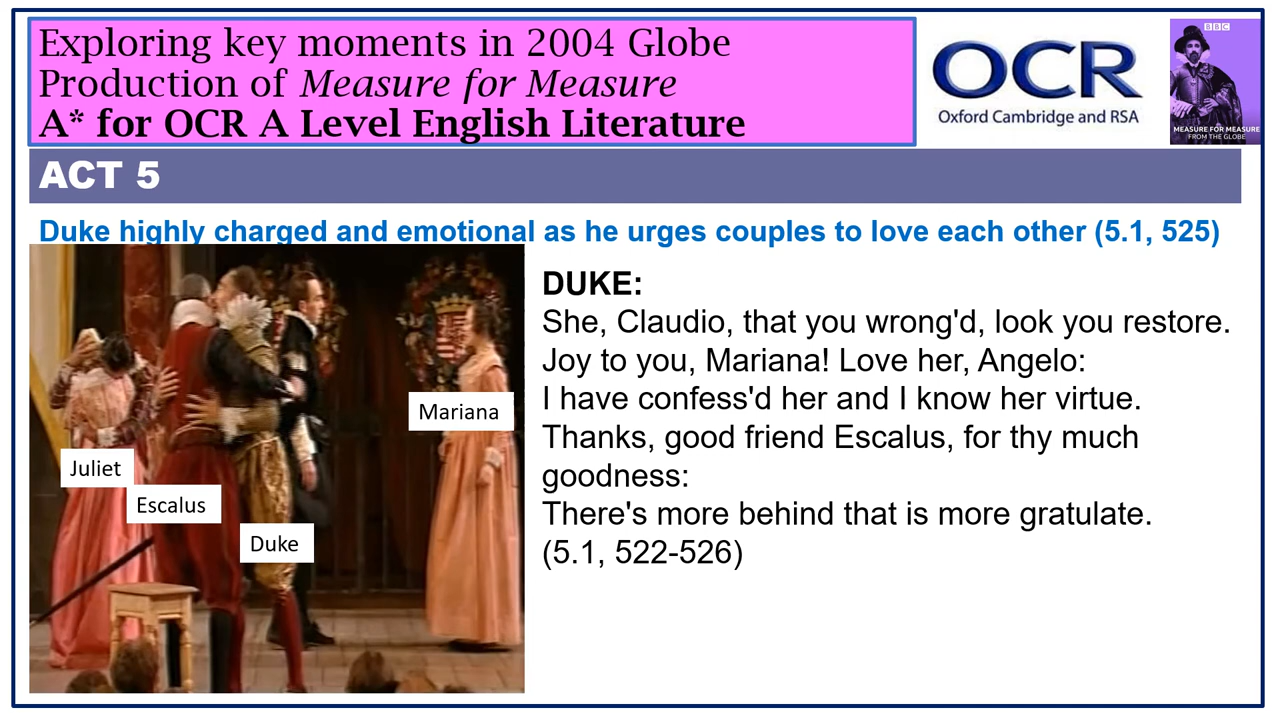 Exploring key moments in 2004 Globe
Production of Measure for Measure
A* for OCR A Level English Literature
OCR
Oxford Cambridge and RSA
BBC
MEASURE FOR MEASURE
FROM THE GLOBE
ACT 5
Duke highly charged and emotional as he urges couples to love each other (5.1, 525)
DUKE:
She, Claudio, that you wrong'd, look you restore.
Joy to you, Mariana! Love her, Angelo:
I have confess'd her and I know her virtue.
Thanks, good friend Escalus, for thy much
goodness:
There's more behind that is more gratulate.
(5.1, 522-526)
Mariana
Juliet
Escalus
Duke